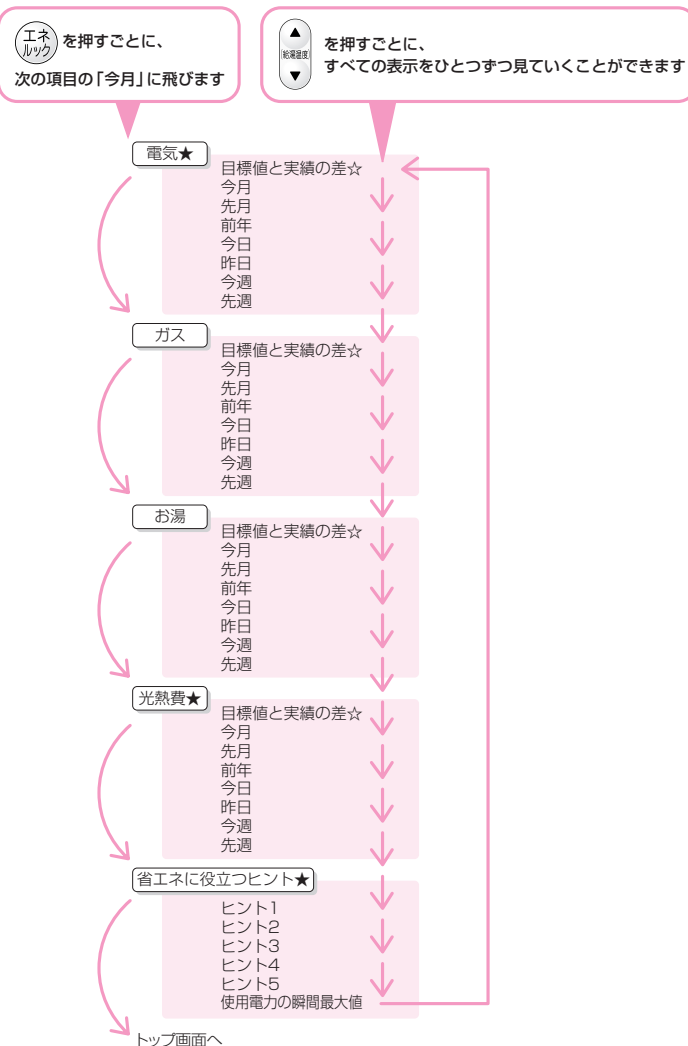 エネ
ルック
を押すごとに、
次の項目の「今月」に飛びます
▲
給湯温度
▼
を押すごとに、
すべての表示をひとつずつ見ていくことができます
電気★
目標値と実績の差☆
今月
先月
前年
今日
昨日
今週
先週
ガス
目標値と実績の差☆
今月
先月
前年
今日
昨日
今週
先週
お湯
目標値と実績の差☆
今月
先月
前年
今日
昨日
今週
先週
光熱費★
目標値と実績の差☆
今月
先月
前年
今日
昨日
今週
先週
省エネに役立つヒント★
ヒント1
ヒント2
ヒント3
ヒント4
ヒント5
使用電力の瞬間最大値
トップ画面へ